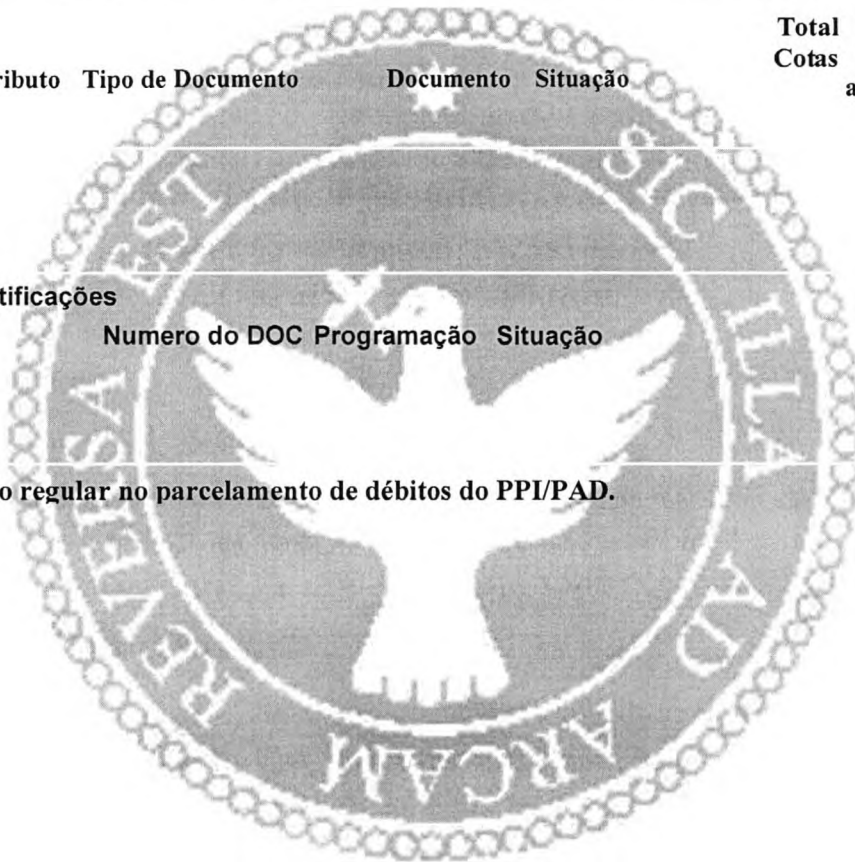 Total
Cotas
ributo Tipo de Documento Documento Situação
a
tificações
Numero do DOC Programação Situação
o regular no parcelamento de débitos do PPI/PAD.
SIC ILLA AD ARCAM REVERSA EST